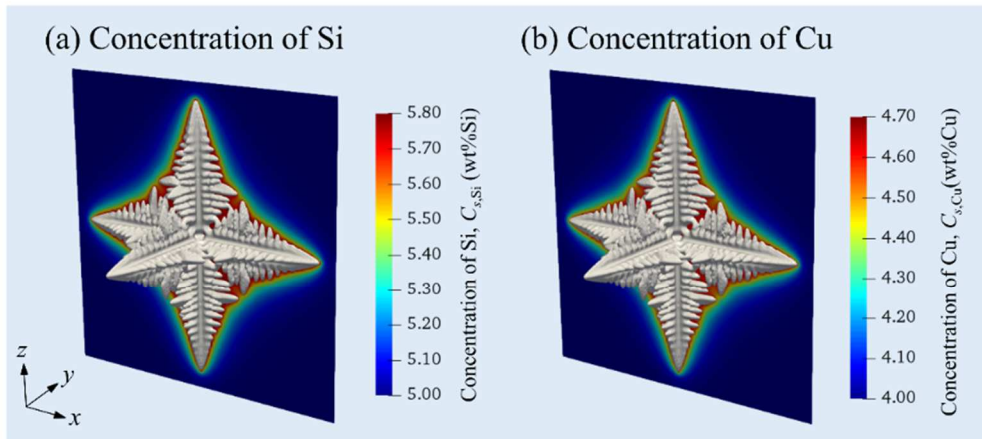 (a) Concentration of Si
(b) Concentration of Cu
5.80
5.70
5.60
5.50
5.40
5.30
5.20
5.10
5.00
Concentration of Si, Cs,Si (wt%Si)
4.70
4.60
4.50
4.40
4.30
4.20
4.10
4.00
Concentration of Cu, Cs,Cu(wt%Cu)
z
y
x